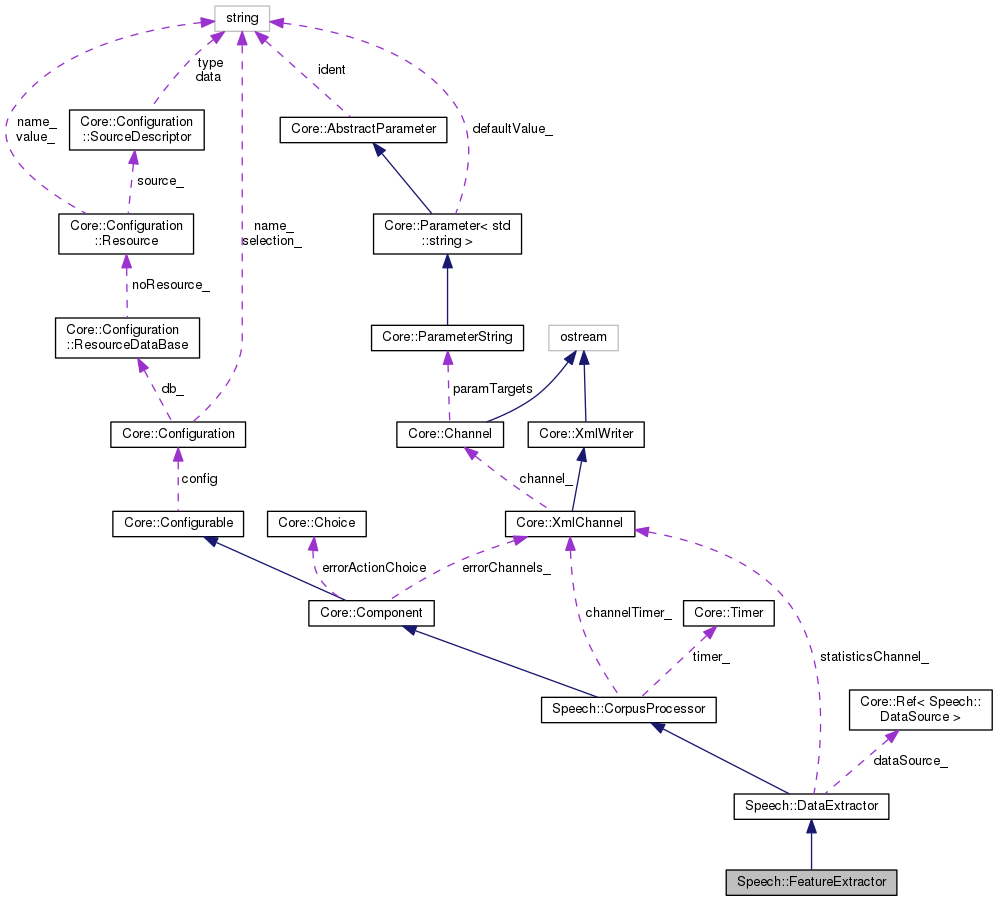 string
type
data
ident
name_
value_
Core::Configuration
::SourceDescriptor
Core::AbstractParameter
defaultValue_
source_
Core::Configuration
::Resource
name_
selection_
Core::Parameter< std
::string >
noResource_
Core::Configuration
::ResourceDataBase
Core::ParameterString
ostream
db_
paramTargets
Core::Configuration
Core::Channel
Core::XmlWriter
config
channel_
Core::Configurable
Core::Choice
Core::XmlChannel
errorActionChoice
errorChannels_
Core::Component
channelTimer_
Core::Timer
timer_
statisticsChannel_
Speech::CorpusProcessor
Core::Ref< Speech::
DataSource >
dataSource_
Speech::DataExtractor
Speech::FeatureExtractor